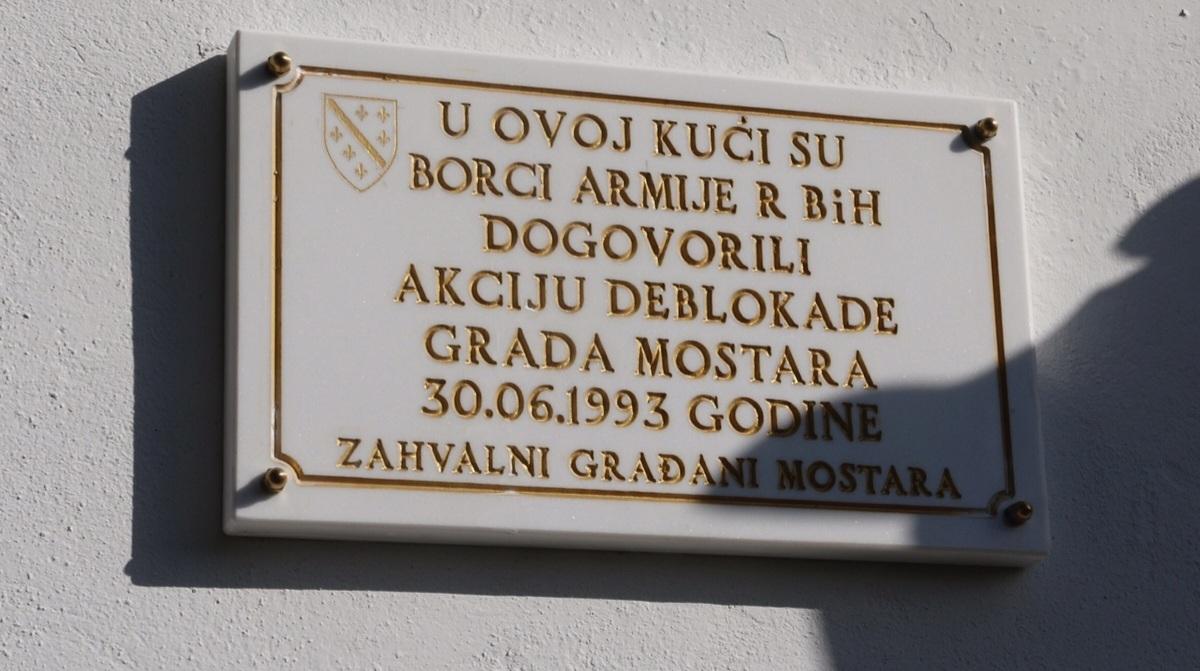 U OVOJ KUĆI SU
BORCI ARMIJE R BiH
DOGOVORILI
AKCIJU DEBLOKADE
GRADA MOSTARA
30.06.1993 GODINE
ZAHVALNI GRAĐANI MOSTARA